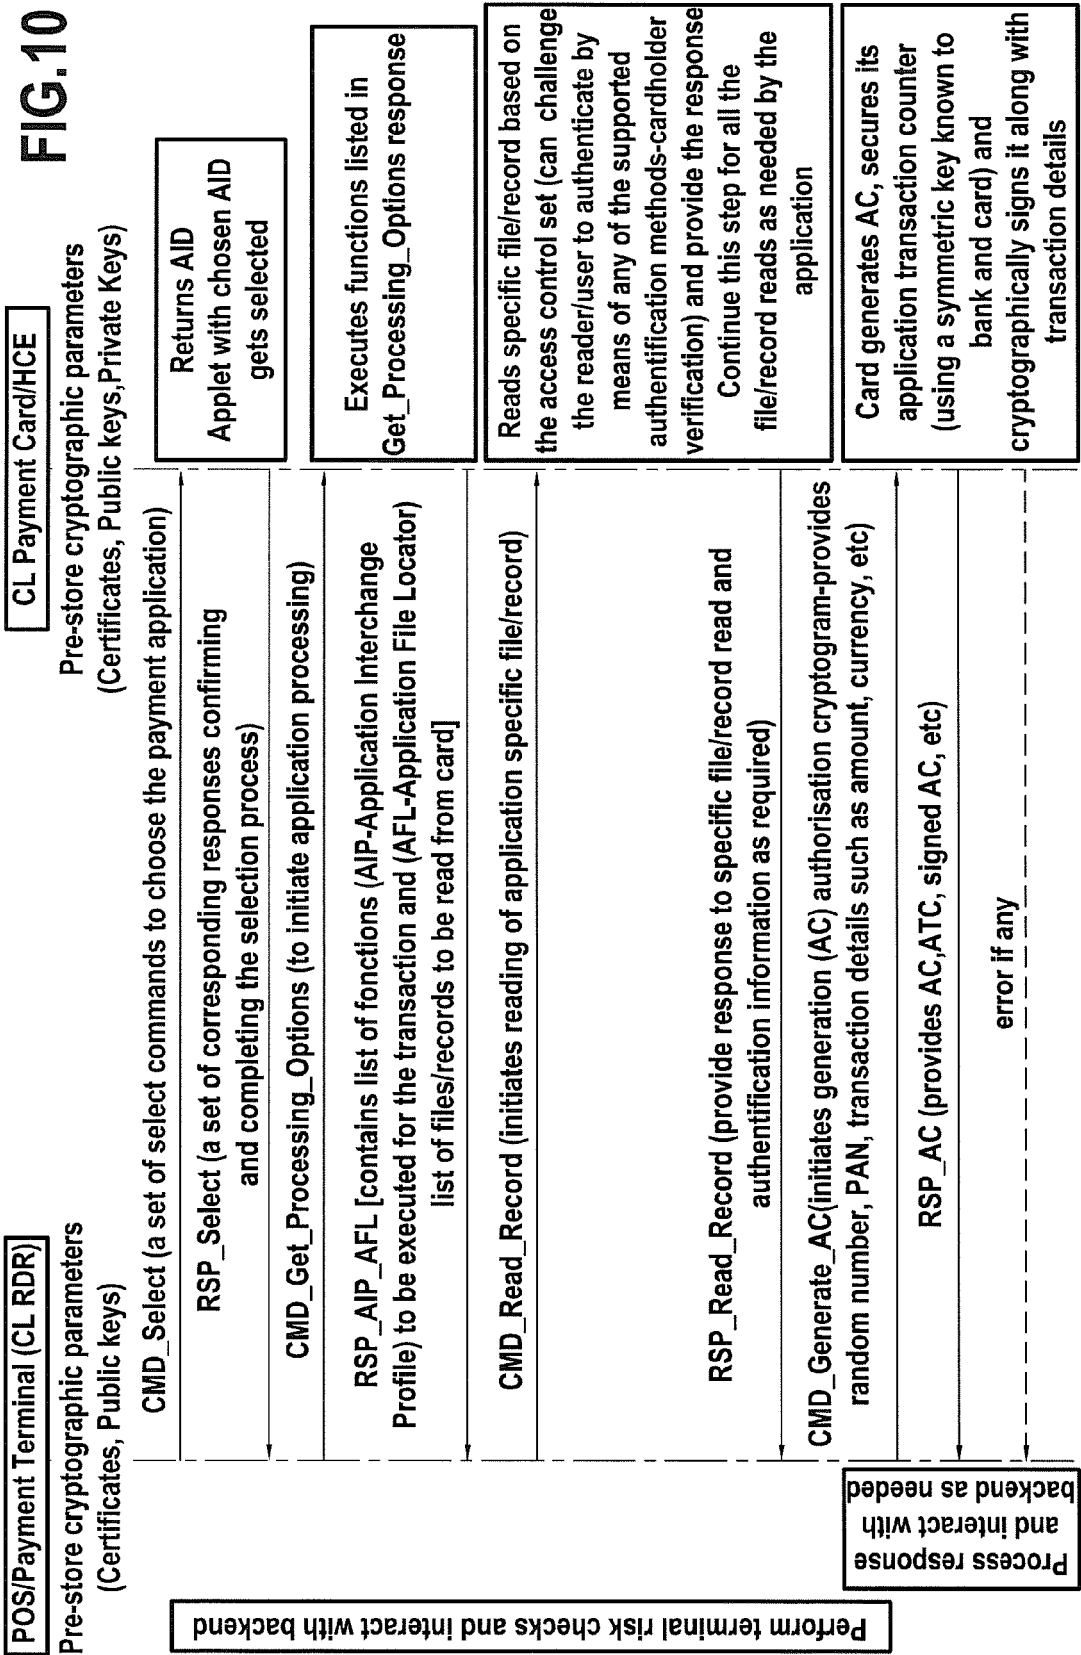 FIG.10
POS/Payment Terminal (CL RDR)
Pre-store cryptographic parameters
(Certificates, Public keys)
CL Payment Card/HCE
Pre-store cryptographic parameters
(Certificates, Public keys,Private Keys)
Perform terminal risk checks and interact with backend
CMD_Select (a set of select commands to choose the payment application)
Returns AID
Applet with chosen AID
gets selected
RSP_Select (a set of corresponding responses confirming
and completing the selection process)
CMD_Get_Processing_Options (to initiate application processing)
Executes functions listed in
Get_Processing_Options response
RSP_AIP_AFL [contains list of fonctions (AIP-Application Interchange
Profile) to be executed for the transaction and (AFL-Application File Locator)
list of files/records to be read from card]
CMD_Read_Record (initiates reading of application specific file/record)
Reads specific file/record based on
the access control set (can challenge
the reader/user to authenticate by
means of any of the supported
authentification methods-cardholder
verification) and provide the response
Continue this step for all the
file/record reads as needed by the
application
RSP_Read_Record (provide response to specific file/record read and
authentification information as required)
CMD_Generate_AC(initiates generation (AC) authorisation cryptogram-provides
random number, PAN, transaction details such as amount, currency, etc)
Card generates AC, secures its
application transaction counter
(using a symmetric key known to
bank and card) and
cryptographically signs it along with
transaction details
RSP_AC (provides AC,ATC, signed AC, etc)
error if any
Process response
and interact with
backend as needed